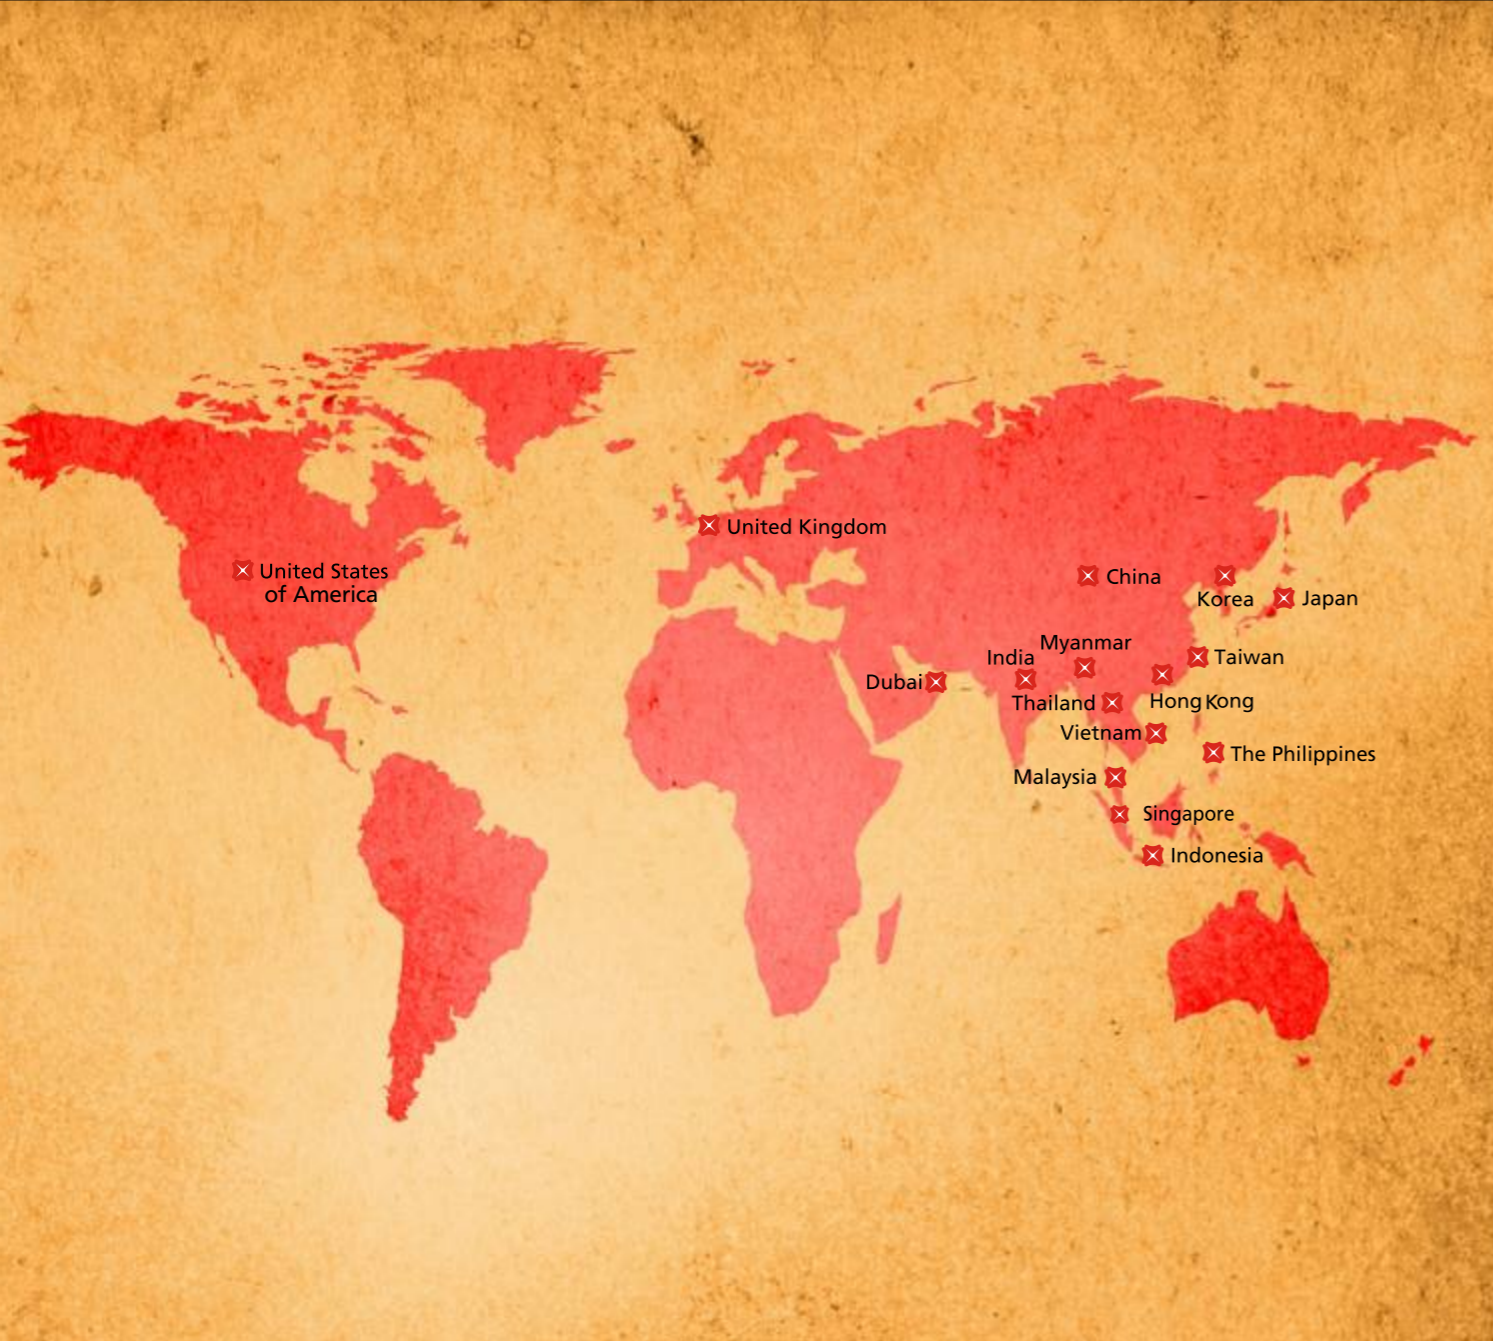 United Kingdom
United States
of America
China
Korea
Japan
Myanmar
India
Taiwan
Dubai
Thailand
Hong Kong
Vietnam
The Philippines
Malaysia
Singapore
Indonesia